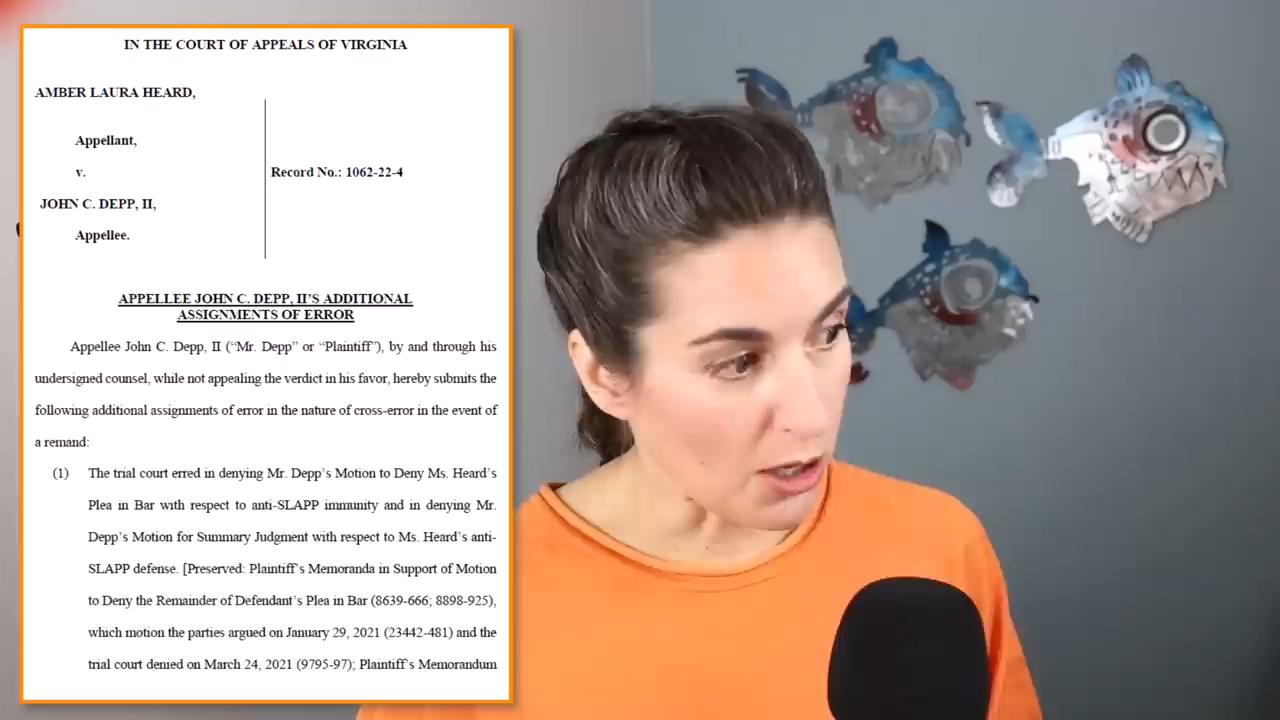 IN THE COURT OF APPEALS OF VIRGINIA
AMBER LAURA HEARD,
Appellant,
v.
Record No.: 1062-22-4
JOHN C. DEPP, II,
Appellee.
APPELLEE JOHN C. DEPP, II'S ADDITIONAL
ASSIGNMENTS OF ERROR
Appellee John C. Depp, II (“Mr. Depp” or “Plaintiff”), by and through his
undersigned counsel, while not appealing the verdict in his favor, hereby submits the
following additional assignments of error in the nature of cross-error in the event of
a remand:
(1) The trial court erred in denying Mr. Depp’s Motion to Deny Ms. Heard’s
Plea in Bar with respect to anti-SLAPP immunity and in denying Mr.
Depp’s Motion for Summary Judgment with respect to Ms. Heard’s anti-
SLAPP defense. [Preserved: Plaintiff’s Memoranda in Support of Motion
to Deny the Remainder of Defendant’s Plea in Bar (8639-666; 8898-925),
which motion the parties argued on January 29, 2021 (23442-481) and the
trial court denied on March 24, 2021 (9795-97); Plaintiff’s Memorandum